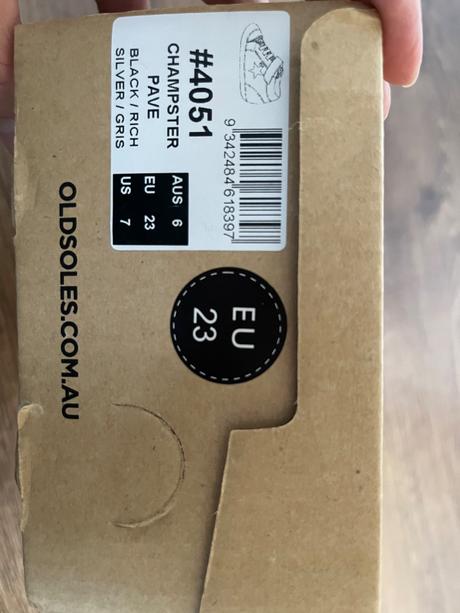 #4051
CHAMPSTER
PAVE
BLACK / RICH
SILVER / GRIS
AUS 6
EU 23
US 7
9 342484 618397
EU
23
OLDSOLES.COM.AU